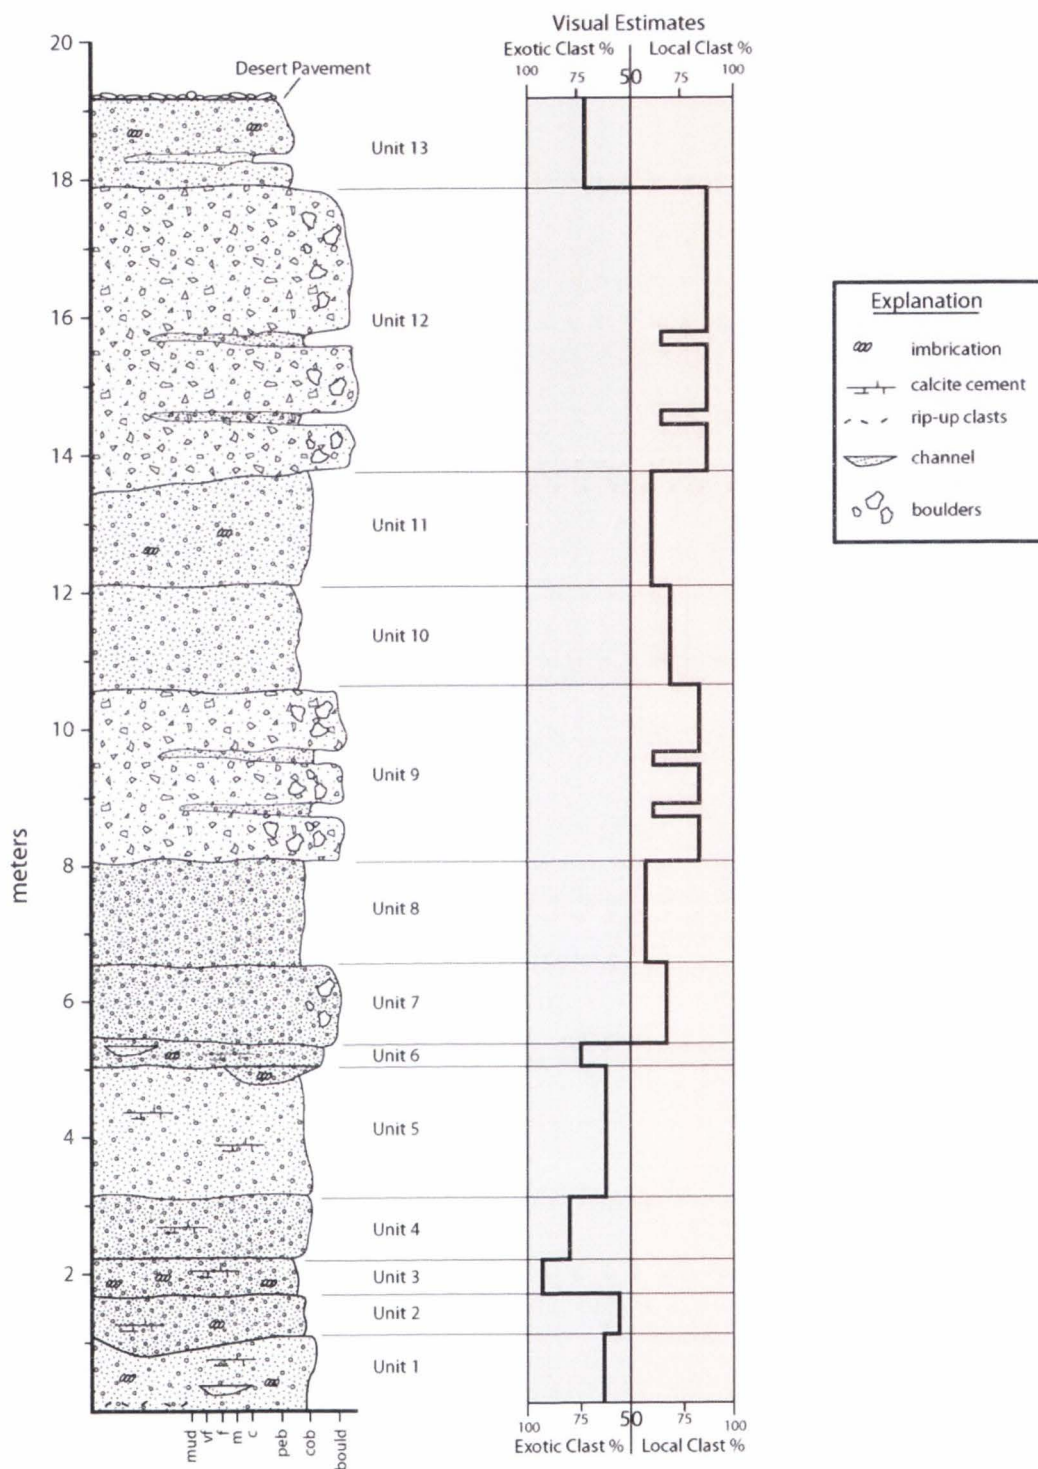 Visual Estimates
Exotic Clast % Local Clast %
100 75 50 75 100
20
Desert Pavement
Unit 13
18
Unit 12
16
14
Unit 11
12
Unit 10
10
Unit 9
8
Unit 8
Unit 7
6
Unit 6
Unit 5
4
Unit 4
Unit 3
2
Unit 2
Unit 1
meters
mud vf f m c peb cob bould
100 75 50 75 100
Exotic Clast % Local Clast %
Explanation
imbrication
calcite cement
rip-up clasts
channel
boulders